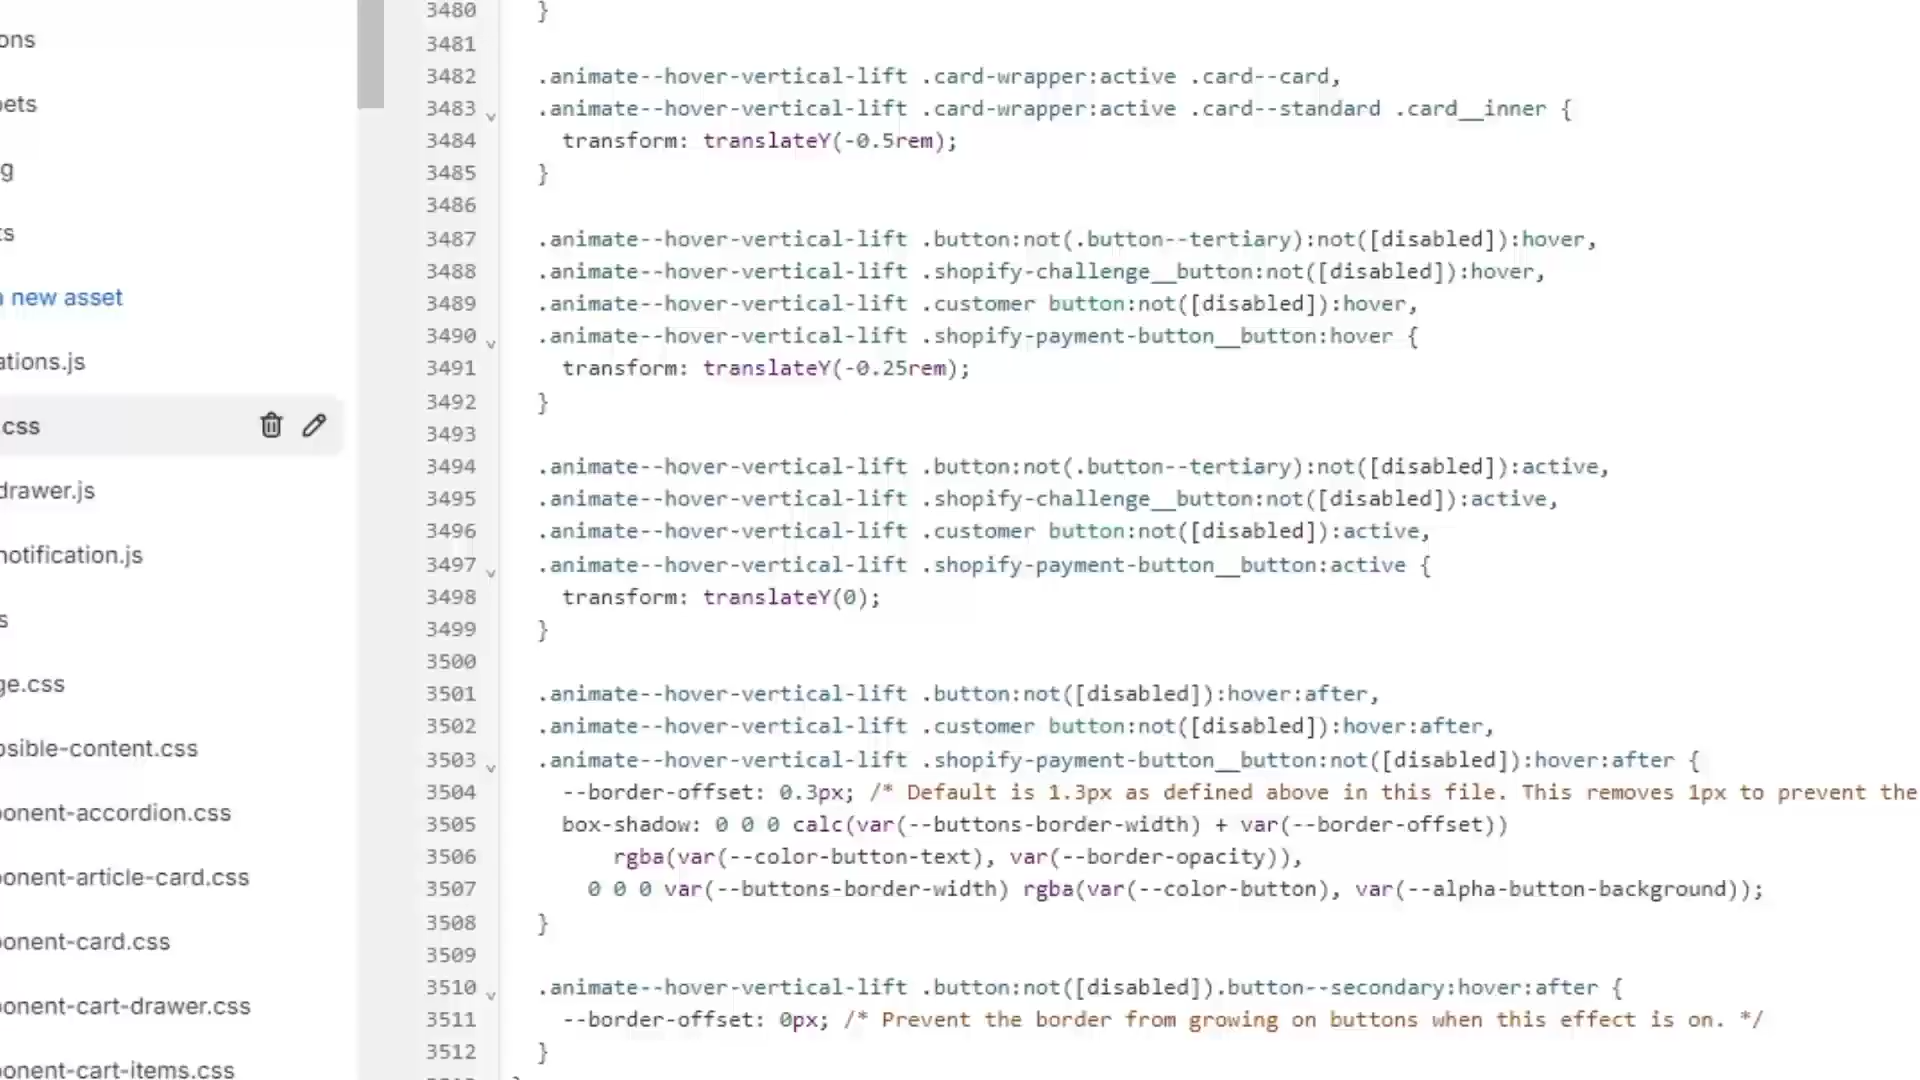 ons
pets
g
ts
a new asset
ations.js
.css
drawer.js
notification.js
s
ge.css
osible-content.css
ponent-accordion.css
ponent-article-card.css
ponent-card.css
ponent-cart-drawer.css
ponent-cart-items.css
3480 }
3481
3482 .animate--hover-vertical-lift .card-wrapper:active .card--card,
3483 .animate--hover-vertical-lift .card-wrapper:active .card--standard .card__inner {
3484 transform: translateY(-0.5rem);
3485 }
3486
3487 .animate--hover-vertical-lift .button:not(.button--tertiary):not([disabled]):hover,
3488 .animate--hover-vertical-lift .shopify-challenge__button:not([disabled]):hover,
3489 .animate--hover-vertical-lift .customer button:not([disabled]):hover,
3490 .animate--hover-vertical-lift .shopify-payment-button__button:hover {
3491 transform: translateY(-0.25rem);
3492 }
3493
3494 .animate--hover-vertical-lift .button:not(.button--tertiary):not([disabled]):active,
3495 .animate--hover-vertical-lift .shopify-challenge__button:not([disabled]):active,
3496 .animate--hover-vertical-lift .customer button:not([disabled]):active,
3497 .animate--hover-vertical-lift .shopify-payment-button__button:active {
3498 transform: translateY(0);
3499 }
3500
3501 .animate--hover-vertical-lift .button:not([disabled]):hover:after,
3502 .animate--hover-vertical-lift .customer button:not([disabled]):hover:after,
3503 .animate--hover-vertical-lift .shopify-payment-button__button:not([disabled]):hover:after {
3504 --border-offset: 0.3px; /* Default is 1.3px as defined above in this file. This removes 1px to prevent the
3505 box-shadow: 0 0 0 calc(var(--buttons-border-width) + var(--border-offset))
3506 rgba(var(--color-button-text), var(--border-opacity)),
3507 0 0 0 var(--buttons-border-width) rgba(var(--color-button), var(--alpha-button-background));
3508 }
3509
3510 .animate--hover-vertical-lift .button:not([disabled]).button--secondary:hover:after {
3511 --border-offset: 0px; /* Prevent the border from growing on buttons when this effect is on. */
3512 }